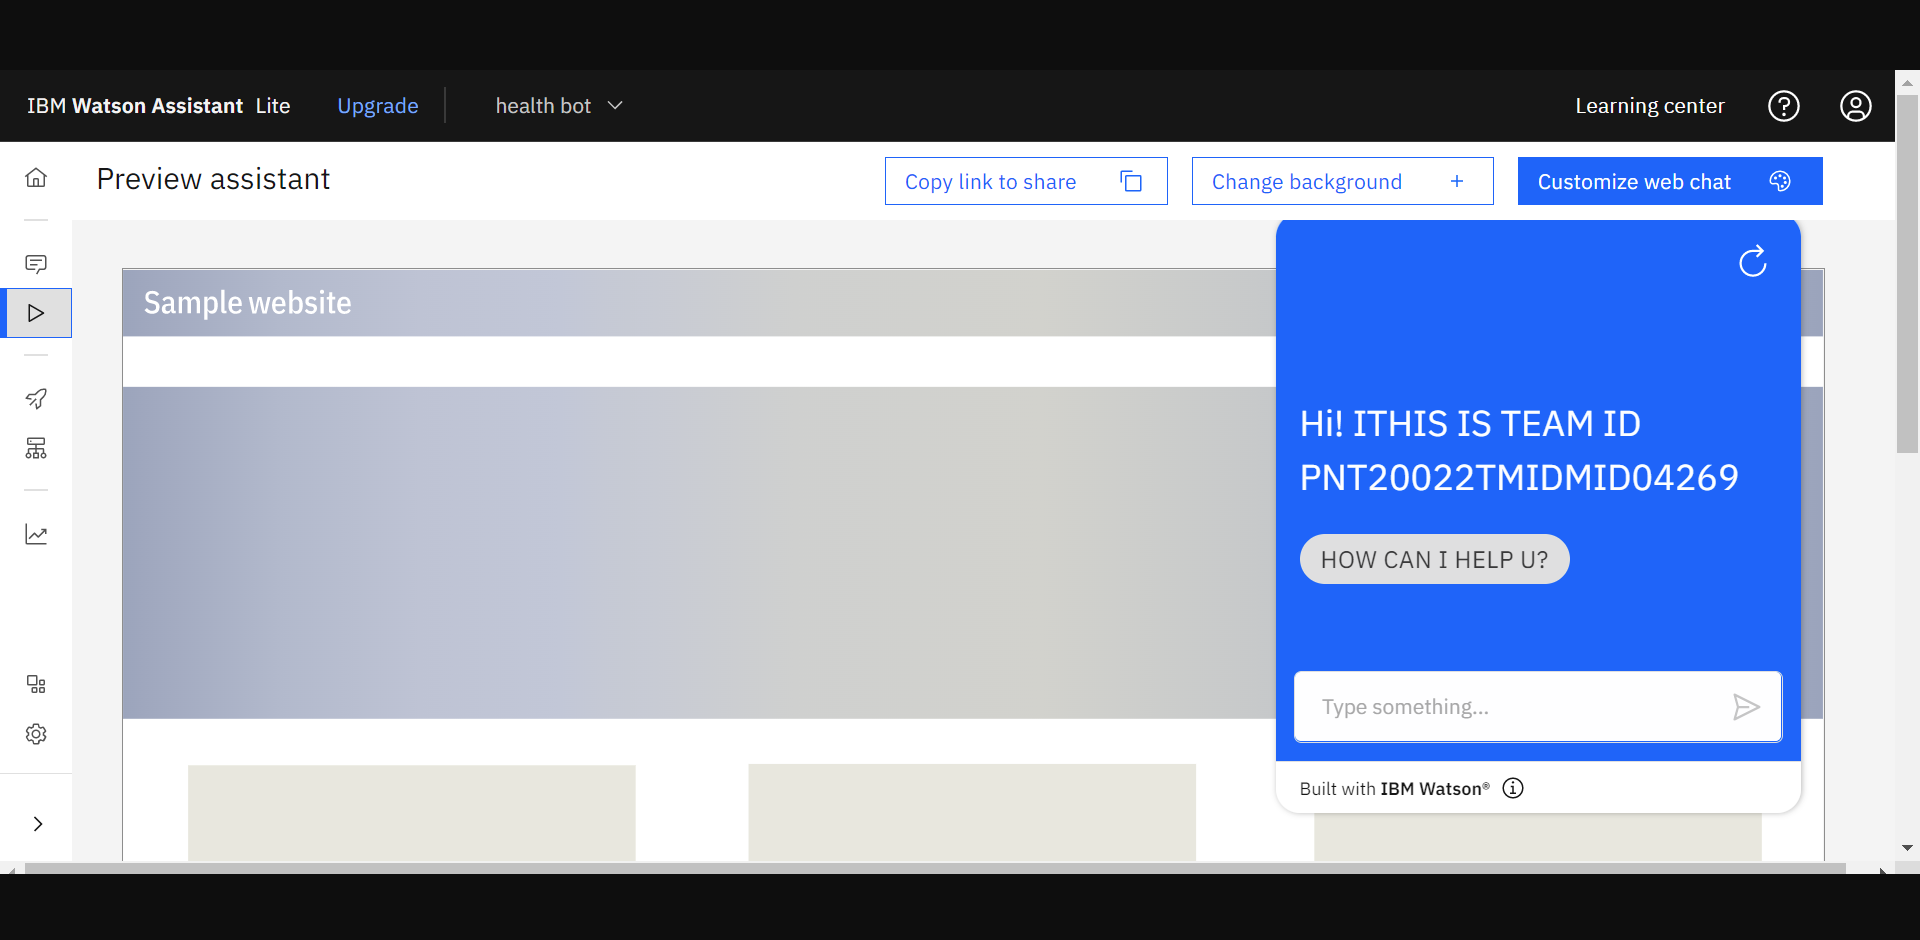 IBM Watson Assistant Lite Upgrade health bot Learning center
Preview assistant Copy link to share Change background + Customize web chat
Sample website
Hi! ITHIS IS TEAM ID
PNT20022TMIDMID04269
HOW CAN I HELP U?
Type something...
Built with IBM Watson®